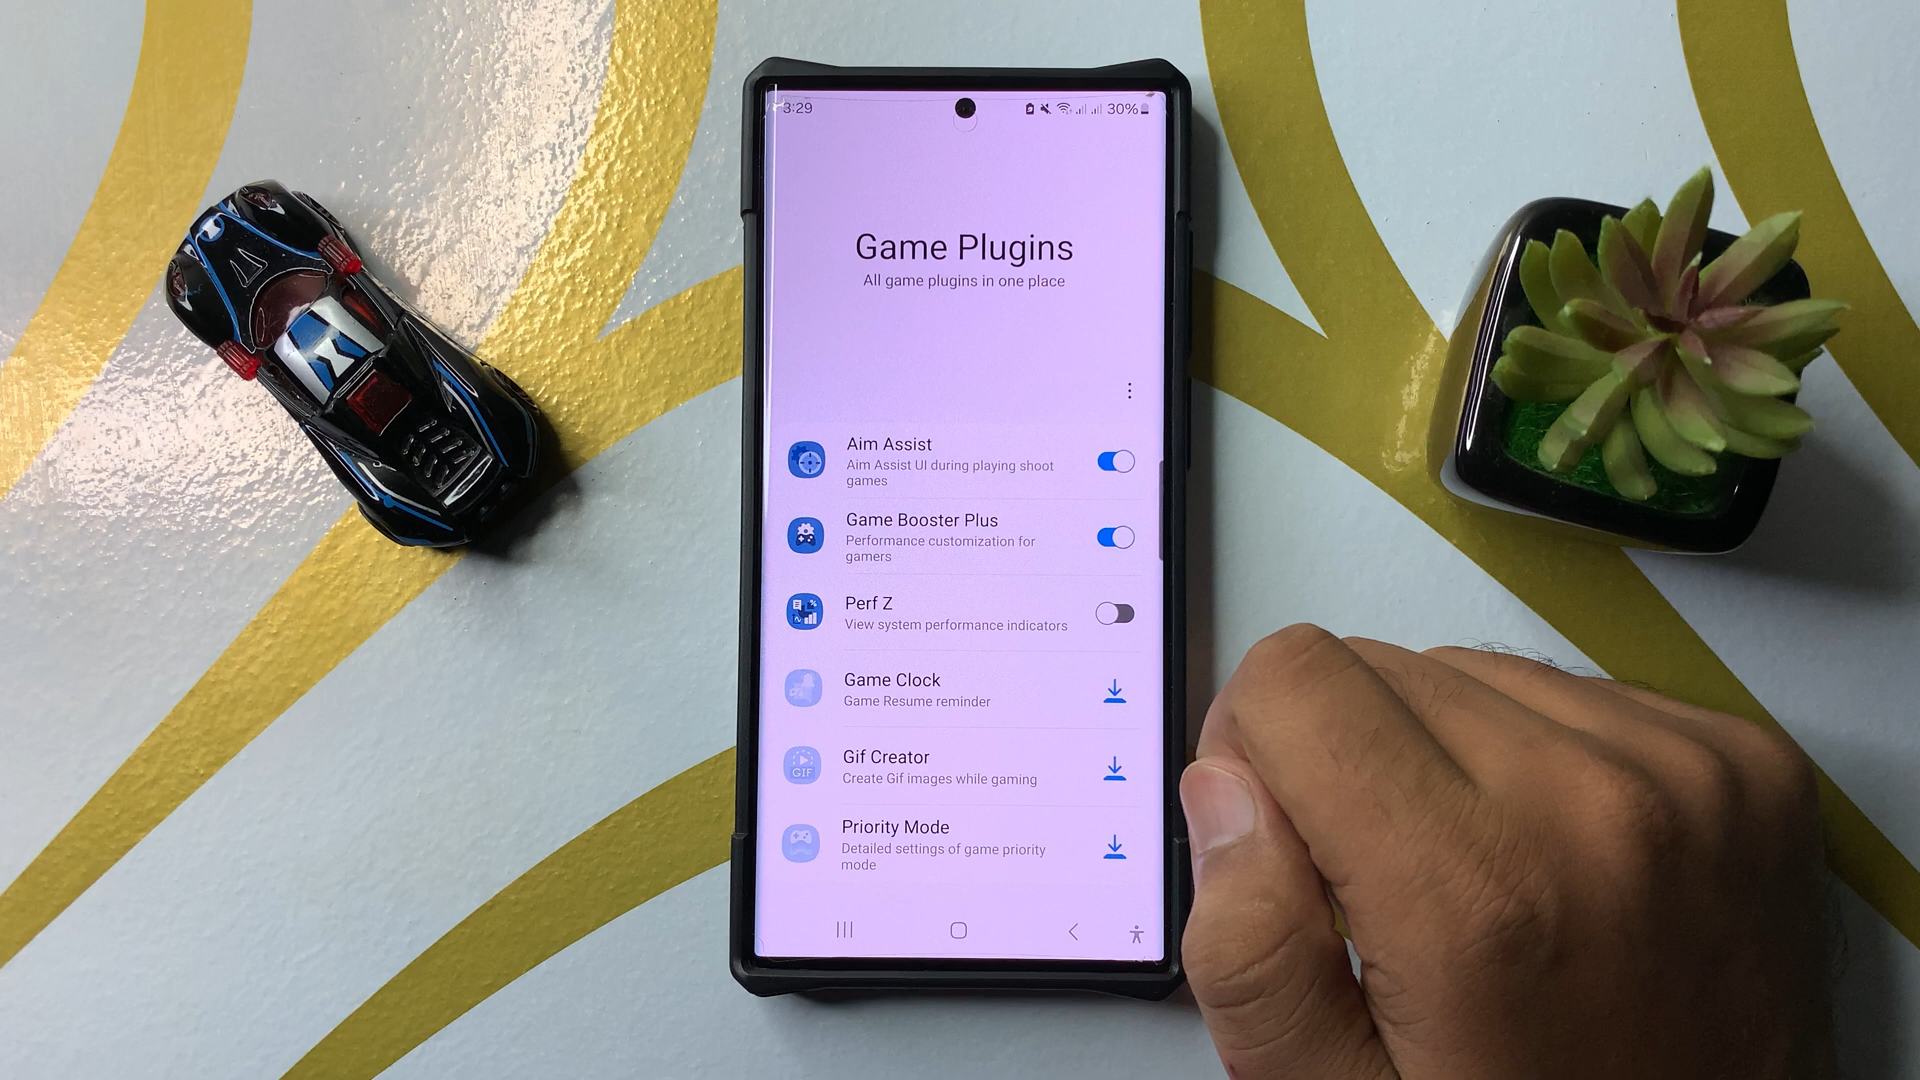 3:29
30%
Game Plugins
All game plugins in one place
Aim Assist
Aim Assist UI during playing shoot
games
Game Booster Plus
Performance customization for
gamers
Perf Z
View system performance indicators
Game Clock
Game Resume reminder
Gif Creator
Create Gif images while gaming
GIF
Priority Mode
Detailed settings of game priority
mode